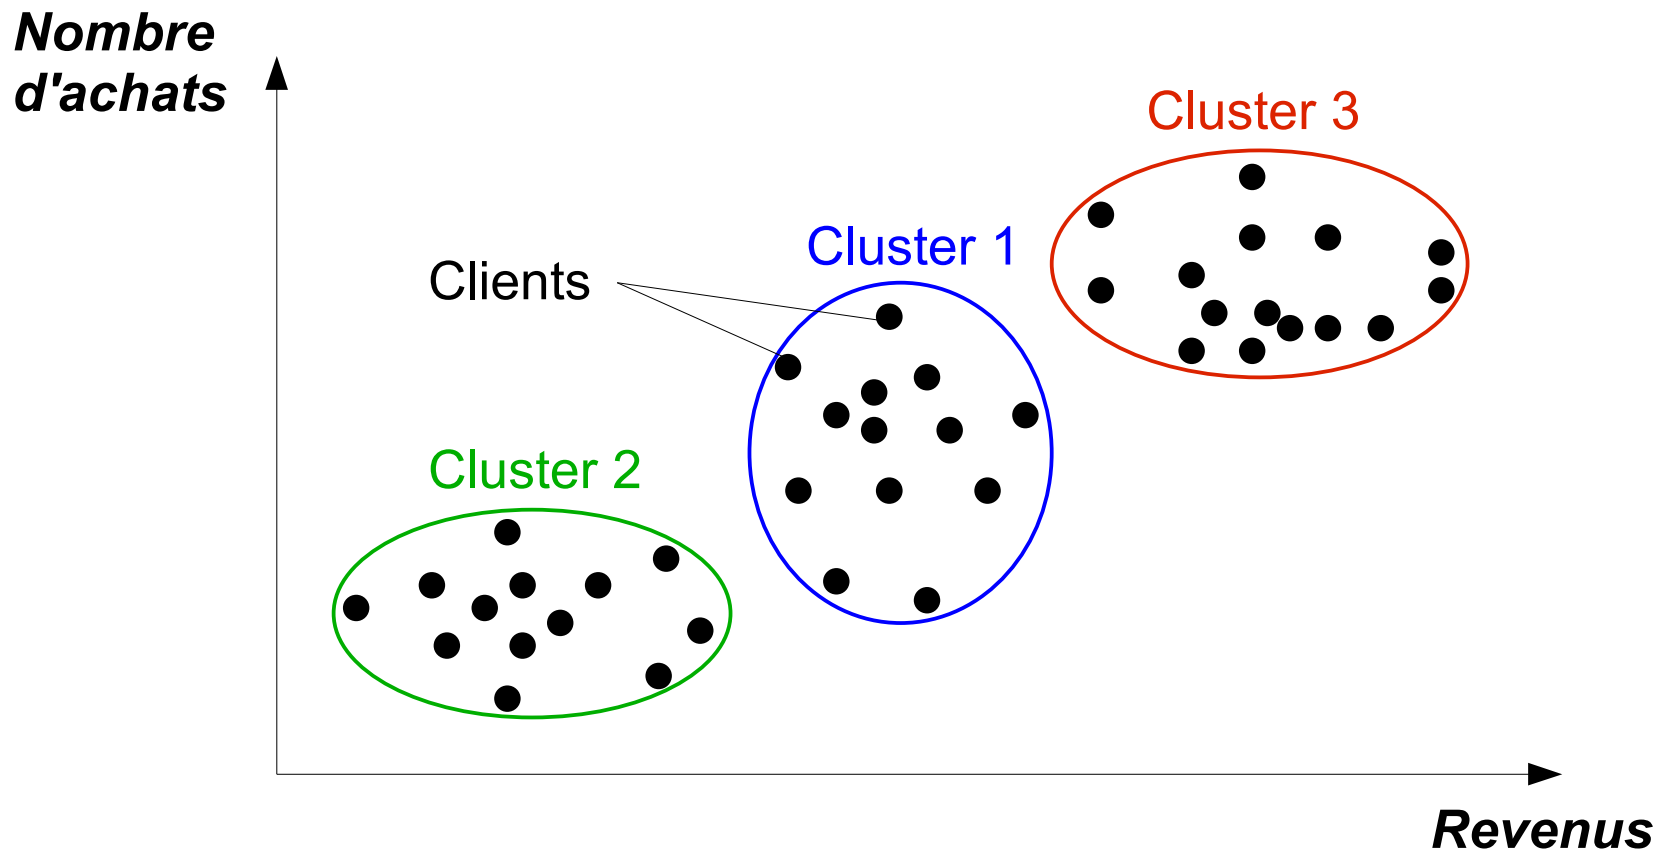 Nombre
d'achats
Cluster 3
Cluster 1
Clients
Cluster 2
Revenus